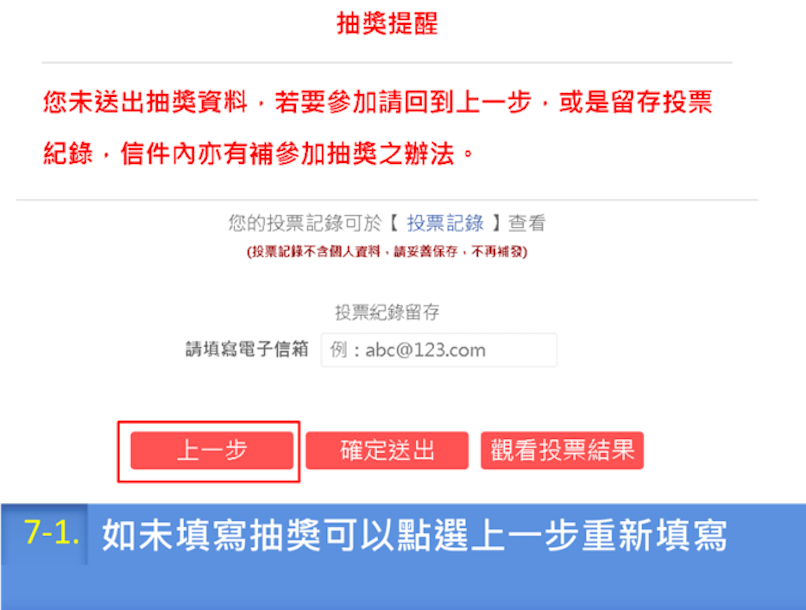 抽獎提醒
您未送出抽獎資料，若要參加請回到上一步，或是留存投票
紀錄，信件內亦有補參加抽獎之辦法。
您的投票記錄可於【 投票記錄 】查看
(投票記錄不含個人資料，請妥善保存，不再補發)
投票紀錄留存
請填寫電子信箱 例：abc@123.com
上一步 確定送出 觀看投票結果
7-1. 如未填寫抽獎可以點選上一步重新填寫